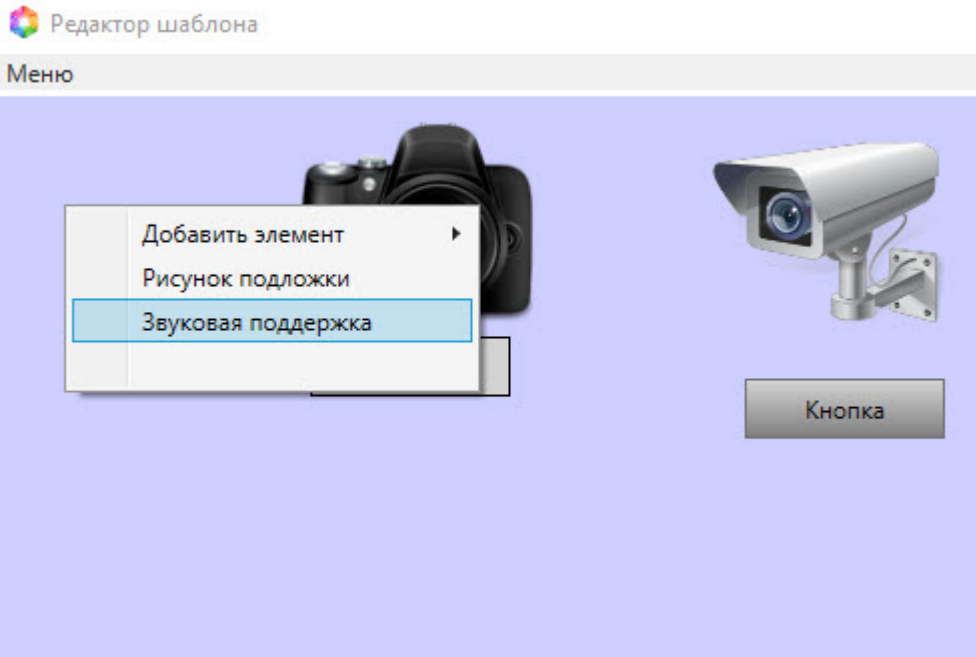 Редактор шаблона
Меню
Добавить элемент
Рисунок подложки
Звуковая поддержка
Кнопка